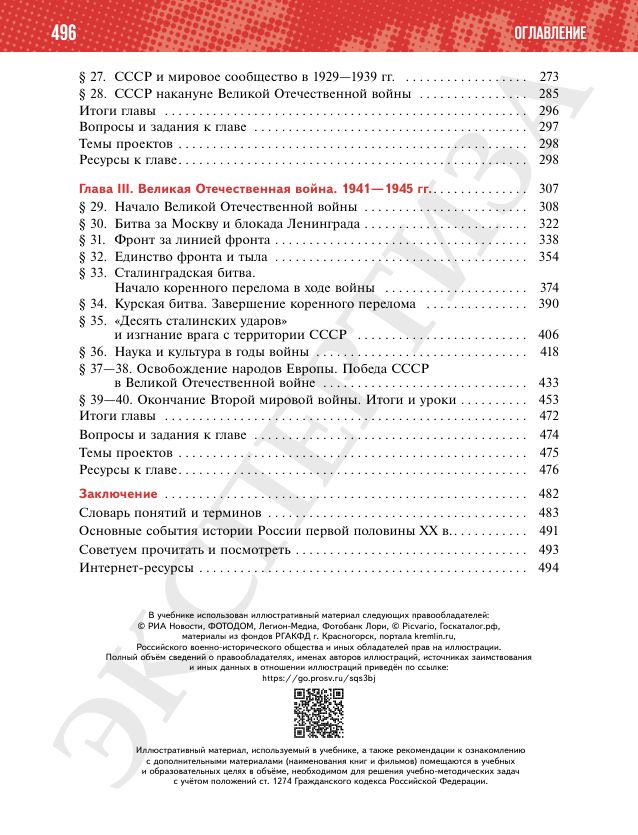 496
ОГЛАВЛЕНИЕ
§ 27. СССР и мировое сообщество в 1929—1939 гг. .................. 273
§ 28. СССР накануне Великой Отечественной войны ................ 285
Итоги главы ...................................................... 296
Вопросы и задания к главе ......................................... 297
Темы проектов .................................................... 298
Ресурсы к главе................................................... 298
Глава III. Великая Отечественная война. 1941—1945 гг.............. 307
§ 29. Начало Великой Отечественной войны ........................ 308
§ 30. Битва за Москву и блокада Ленинграда ........................ 322
§ 31. Фронт за линией фронта ..................................... 338
§ 32. Единство фронта и тыла ..................................... 354
§ 33. Сталинградская битва.
Начало коренного перелома в ходе войны ..................... 374
§ 34. Курская битва. Завершение коренного перелома ............... 390
§ 35. «Десять сталинских ударов»
и изгнание врага с территории СССР ......................... 406
§ 36. Наука и культура в годы войны ............................... 418
§ 37—38. Освобождение народов Европы. Победа СССР
в Великой Отечественной войне .............................. 433
§ 39—40. Окончание Второй мировой войны. Итоги и уроки .......... 453
Итоги главы ...................................................... 472
Вопросы и задания к главе ......................................... 474
Темы проектов .................................................... 475
Ресурсы к главе................................................... 476
Заключение ...................................................... 482
Словарь понятий и терминов ....................................... 483
Основные события истории России первой половины XX в............ 491
Советуем прочитать и посмотреть ................................... 493
Интернет-ресурсы ................................................. 494
В учебнике использован иллюстративный материал следующих правообладателей:
© РИА Новости, ФОТОДОМ, Легион-Медиа, Фотобанк Лори, © Picvario, Госкаталог.рф,
материалы из фондов РГАКФД г. Красногорск, портала kremlin.ru,
Российского военно-исторического общества и иных обладателей прав на иллюстрации.
Полный объём сведений о правообладателях, именах авторов иллюстраций, источниках заимствования
и иных данных в отношении иллюстраций приведён по ссылке:
https://go.prosv.ru/sqs3bj
Иллюстративный материал, используемый в учебнике, а также рекомендации к ознакомлению
с дополнительными материалами (наименования книг и фильмов) помещаются в учебных
и образовательных целях в объёме, необходимом для решения учебно-методических задач
с учётом положений ст. 1274 Гражданского кодекса Российской Федерации.
ЭКСПЕРТИЗА